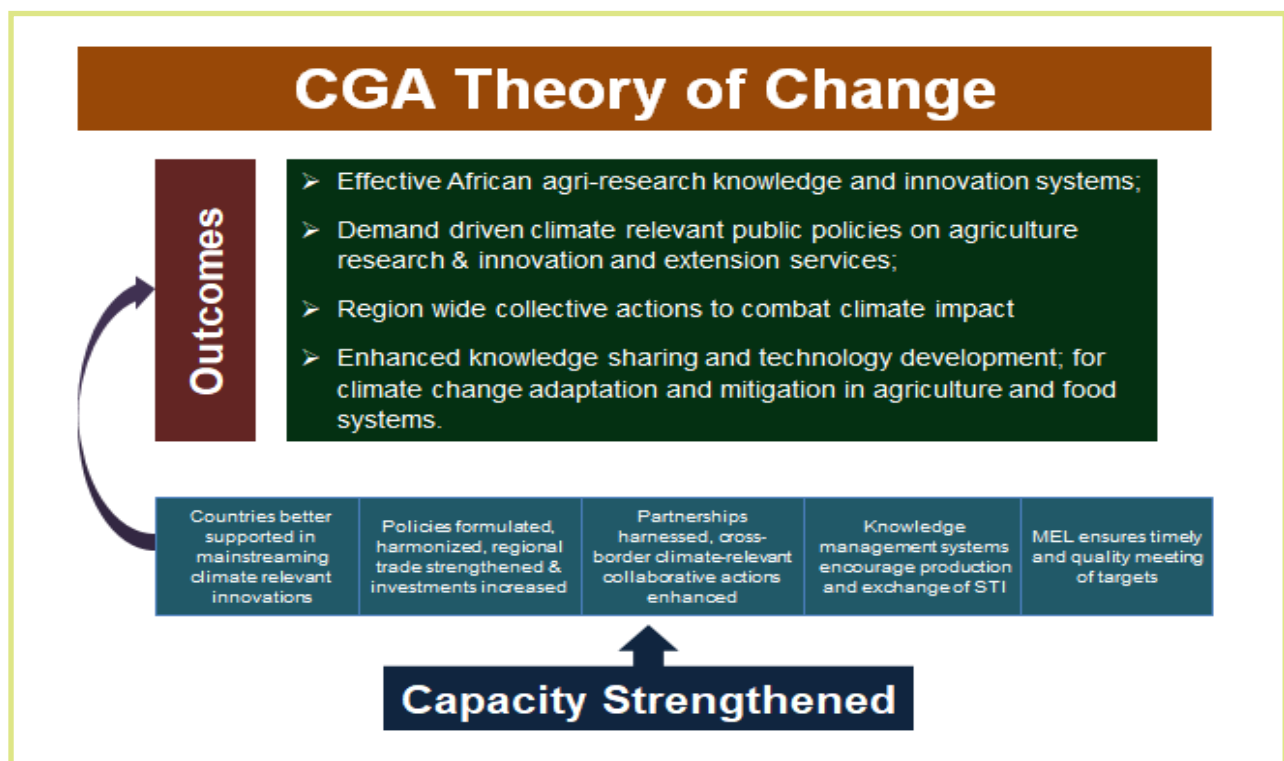 CGA Theory of Change
Outcomes
➢ Effective African agri-research knowledge and innovation systems;
➢ Demand driven climate relevant public policies on agriculture
research & innovation and extension services;
➢ Region wide collective actions to combat climate impact
➢ Enhanced knowledge sharing and technology development; for
climate change adaptation and mitigation in agriculture and food
systems.
Countries better
supported in
mainstreaming
climate relevant
innovations
Policies formulated,
harmonized, regional
trade strengthened &
investments increased
Partnerships
harnessed, cross-
border climate-relevant
collaborative actions
enhanced
Knowledge
management systems
encourage production
and exchange of STI
MEL ensures timely
and quality meeting
of targets
Capacity Strengthened